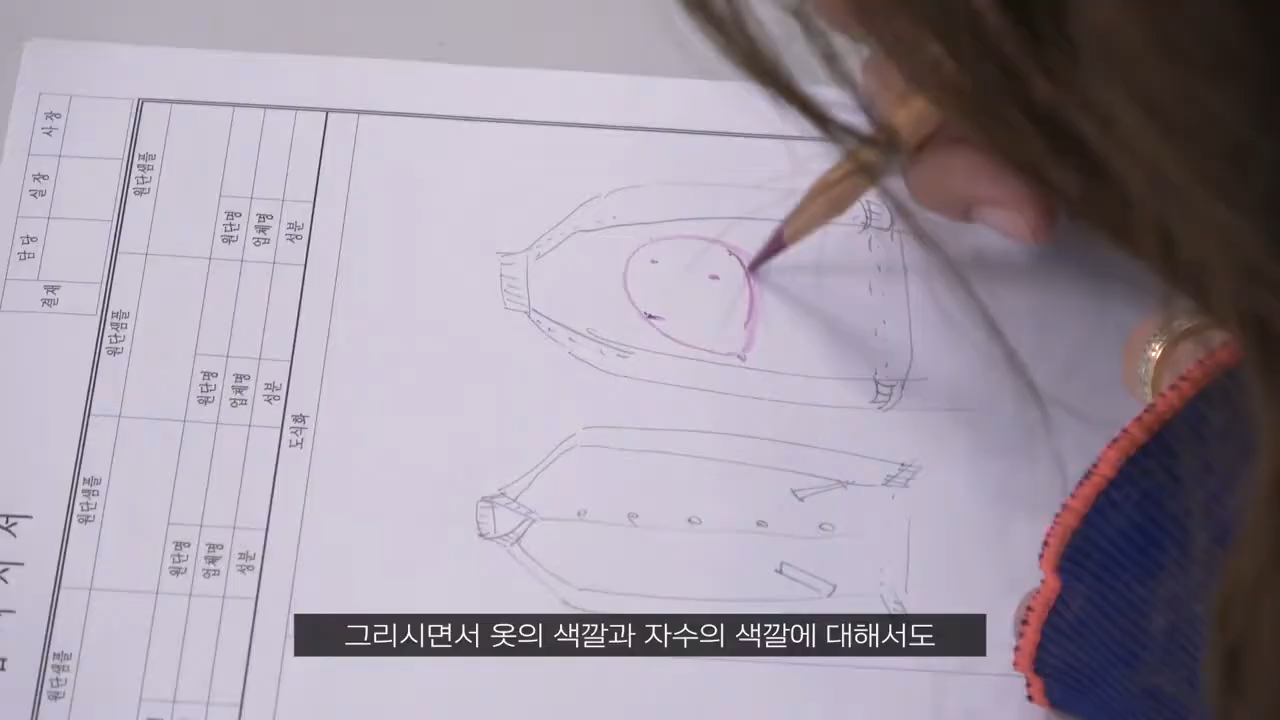 사장
실장
담당
결재
원단샘플
원단명
업체명
성분
원단샘플
원단명
업체명
성분
원단샘플
원단명
업체명
성분
원단샘플
도식화
지시서
그리시면서 옷의 색깔과 자수의 색깔에 대해서도